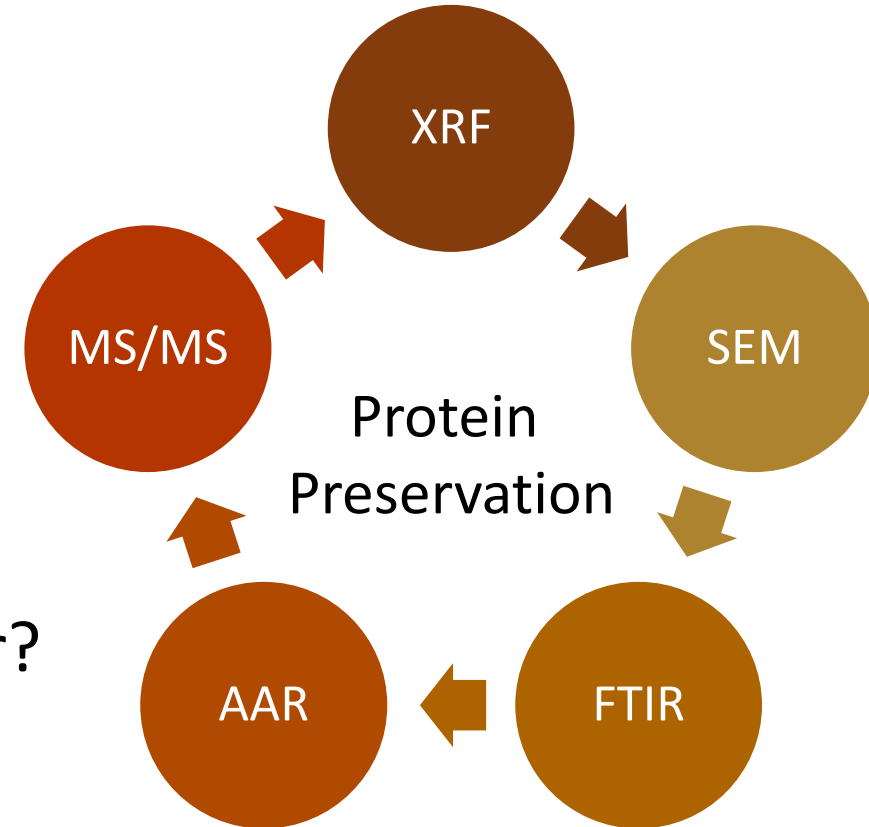 XRF
MS/MS
SEM
Protein
Preservation
r?
AAR
FTIR